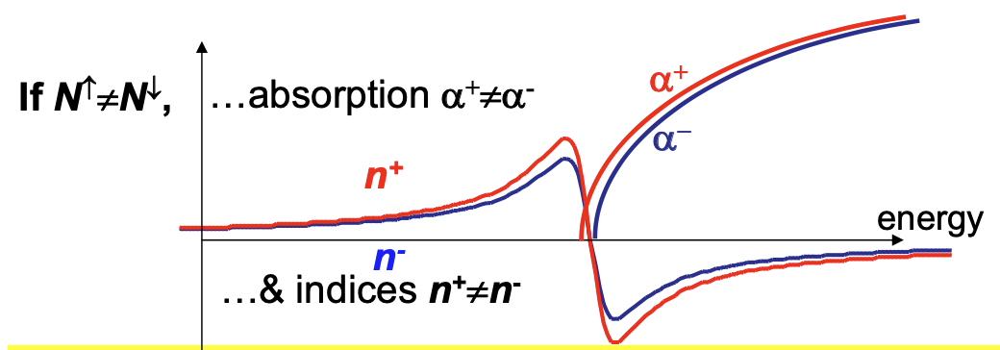 If N↑≠N↓, …absorption α⁺≠α⁻
α⁺
α⁻
n⁺
energy
n⁻
…& indices n⁺≠n⁻